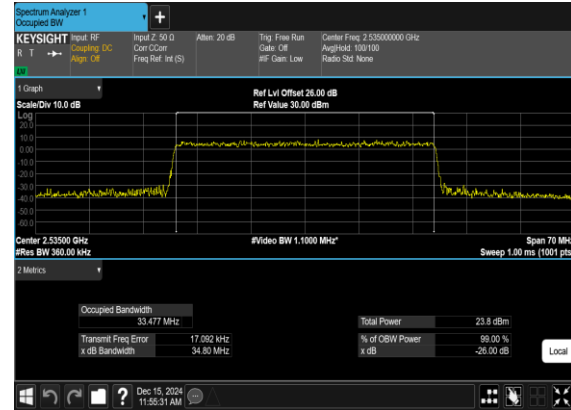 Spectrum Analyzer 1
Occupied BW
+
KEYSIGHT Input: RF Input Z: 50 Ω Atten: 20 dB Trig: Free Run Center Freq: 2.535000000 GHz
R T Coupling: DC Corr CCorr Gate: Off Avg|Hold: 100/100
Align: Off Freq Ref: Int (S) #IF Gain: Low Radio Std: None
1 Graph Ref Lvl Offset 26.00 dB
Scale/Div 10.0 dB Ref Value 30.00 dBm
Log
20.0
10.0
0.00
-10.0
-20.0
-30.0
-40.0
-50.0
-60.0
Center 2.53500 GHz #Video BW 1.1000 MHz* Span 70 MHz
#Res BW 360.00 kHz Sweep 1.00 ms (1001 pts
2 Metrics
Occupied Bandwidth
33.477 MHz Total Power 23.8 dBm
Transmit Freq Error 17.092 kHz % of OBW Power 99.00 %
x dB Bandwidth 34.80 MHz x dB -26.00 dB
Local
? Dec 15, 2024
11:55:31 AM